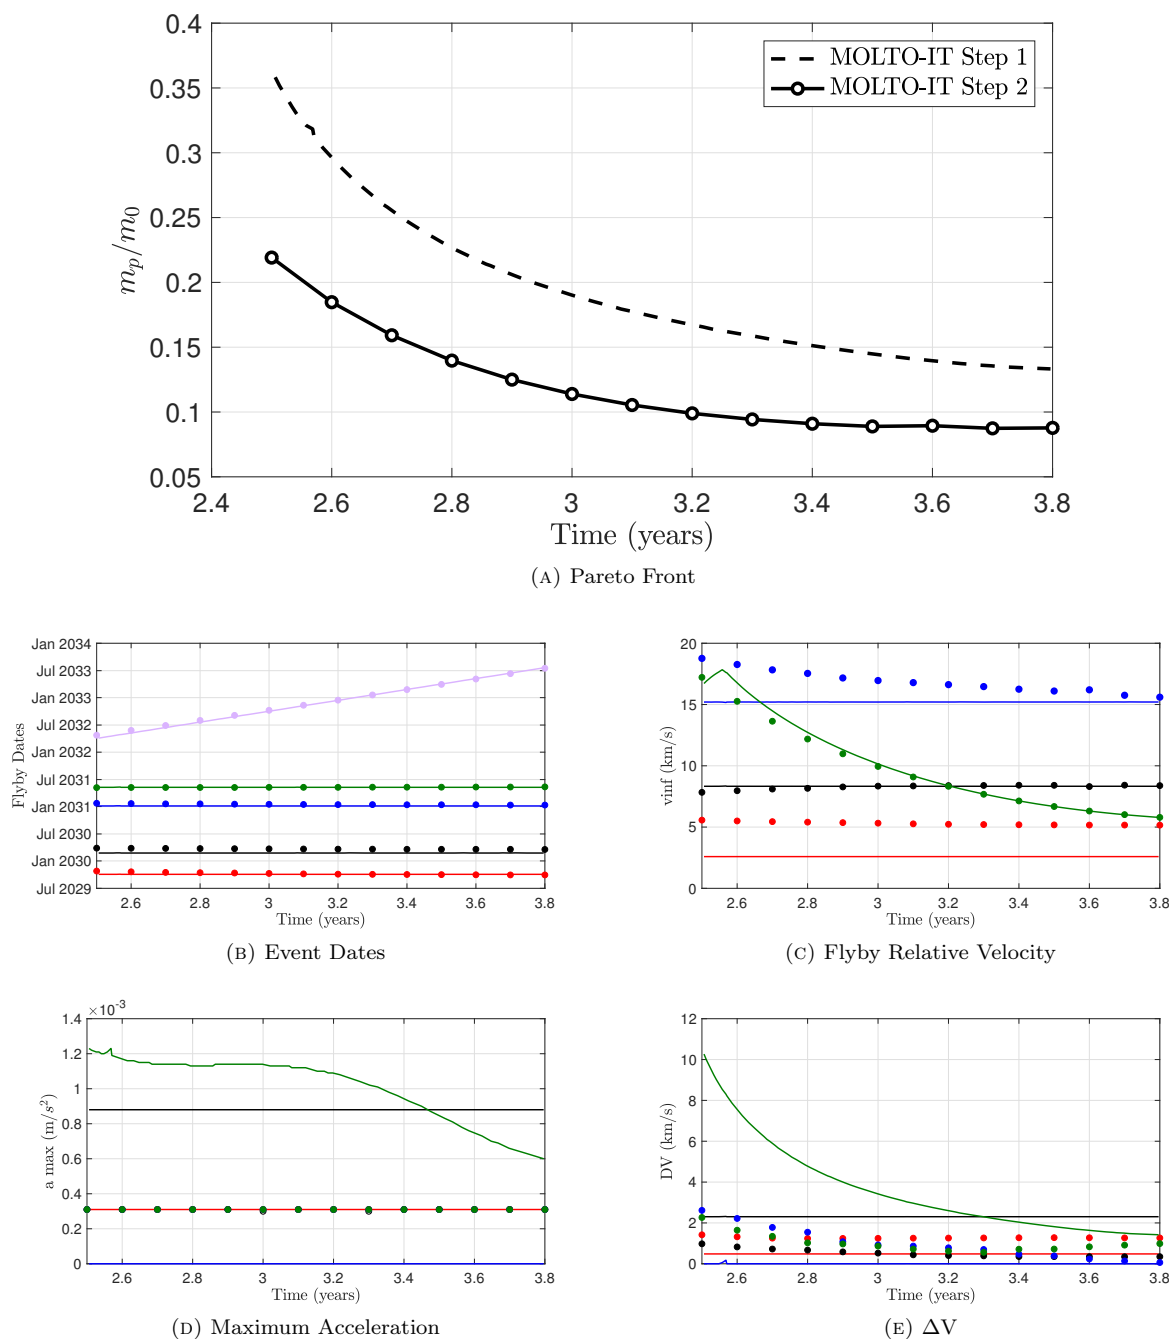 0.4
0.35
0.3
0.25
0.2
0.15
0.1
0.05
m_p/m_0
MOLTO-IT Step 1
MOLTO-IT Step 2
2.4 2.6 2.8 3 3.2 3.4 3.6 3.8
Time (years)
(A) Pareto Front
Jan 2034
Jul 2033
Jan 2033
Jul 2032
Jan 2032
Jul 2031
Jan 2031
Jul 2030
Jan 2030
Jul 2029
Flyby Dates
2.6 2.8 3 3.2 3.4 3.6 3.8
Time (years)
(B) Event Dates
20
15
10
5
0
vinf (km/s)
2.6 2.8 3 3.2 3.4 3.6 3.8
Time (years)
(C) Flyby Relative Velocity
×10^-3
1.4
1.2
1
0.8
0.6
0.4
0.2
0
a max (m/s²)
2.6 2.8 3 3.2 3.4 3.6 3.8
Time (years)
(D) Maximum Acceleration
12
10
8
6
4
2
0
DV (km/s)
2.6 2.8 3 3.2 3.4 3.6 3.8
Time (years)
(E) ΔV